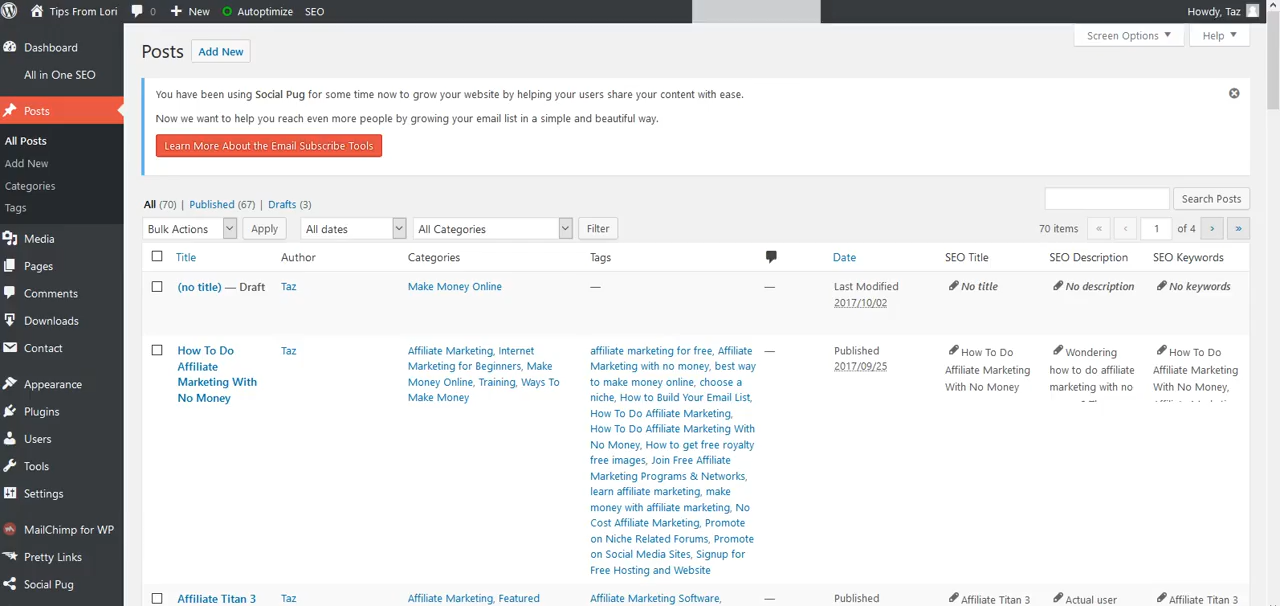 Tips From Lori 0 New Autoptimize SEO Howdy, Taz
Dashboard
All in One SEO
Posts
All Posts
Add New
Categories
Tags
Media
Pages
Comments
Downloads
Contact
Appearance
Plugins
Users
Tools
Settings
MailChimp for WP
Pretty Links
Social Pug
Screen Options Help
Posts Add New
You have been using Social Pug for some time now to grow your website by helping your users share your content with ease.
Now we want to help you reach even more people by growing your email list in a simple and beautiful way.
Learn More About the Email Subscribe Tools
All (70) | Published (67) | Drafts (3)
Search Posts
Bulk Actions Apply All dates All Categories Filter 70 items « ‹ 1 of 4 › »
Title Author Categories Tags Date SEO Title SEO Description SEO Keywords
(no title) — Draft
Taz
Make Money Online
—
—
Last Modified
2017/10/02
No title
No description
No keywords
How To Do
Affiliate
Marketing With
No Money
Taz
Affiliate Marketing, Internet
Marketing for Beginners, Make
Money Online, Training, Ways To
Make Money
affiliate marketing for free, Affiliate
Marketing with no money, best way
to make money online, choose a
niche, How to Build Your Email List,
How To Do Affiliate Marketing,
How To Do Affiliate Marketing With
No Money, How to get free royalty
free images, Join Free Affiliate
Marketing Programs & Networks,
learn affiliate marketing, make
money with affiliate marketing, No
Cost Affiliate Marketing, Promote
on Niche Related Forums, Promote
on Social Media Sites, Signup for
Free Hosting and Website
—
Published
2017/09/25
How To Do
Affiliate Marketing
With No Money
Wondering
how to do affiliate
marketing with no
How To Do
Affiliate Marketing
With No Money,
Affiliate Titan 3
Taz
Affiliate Marketing, Featured
Affiliate Marketing Software,
—
Published
Affiliate Titan 3
Actual user
Affiliate Titan 3